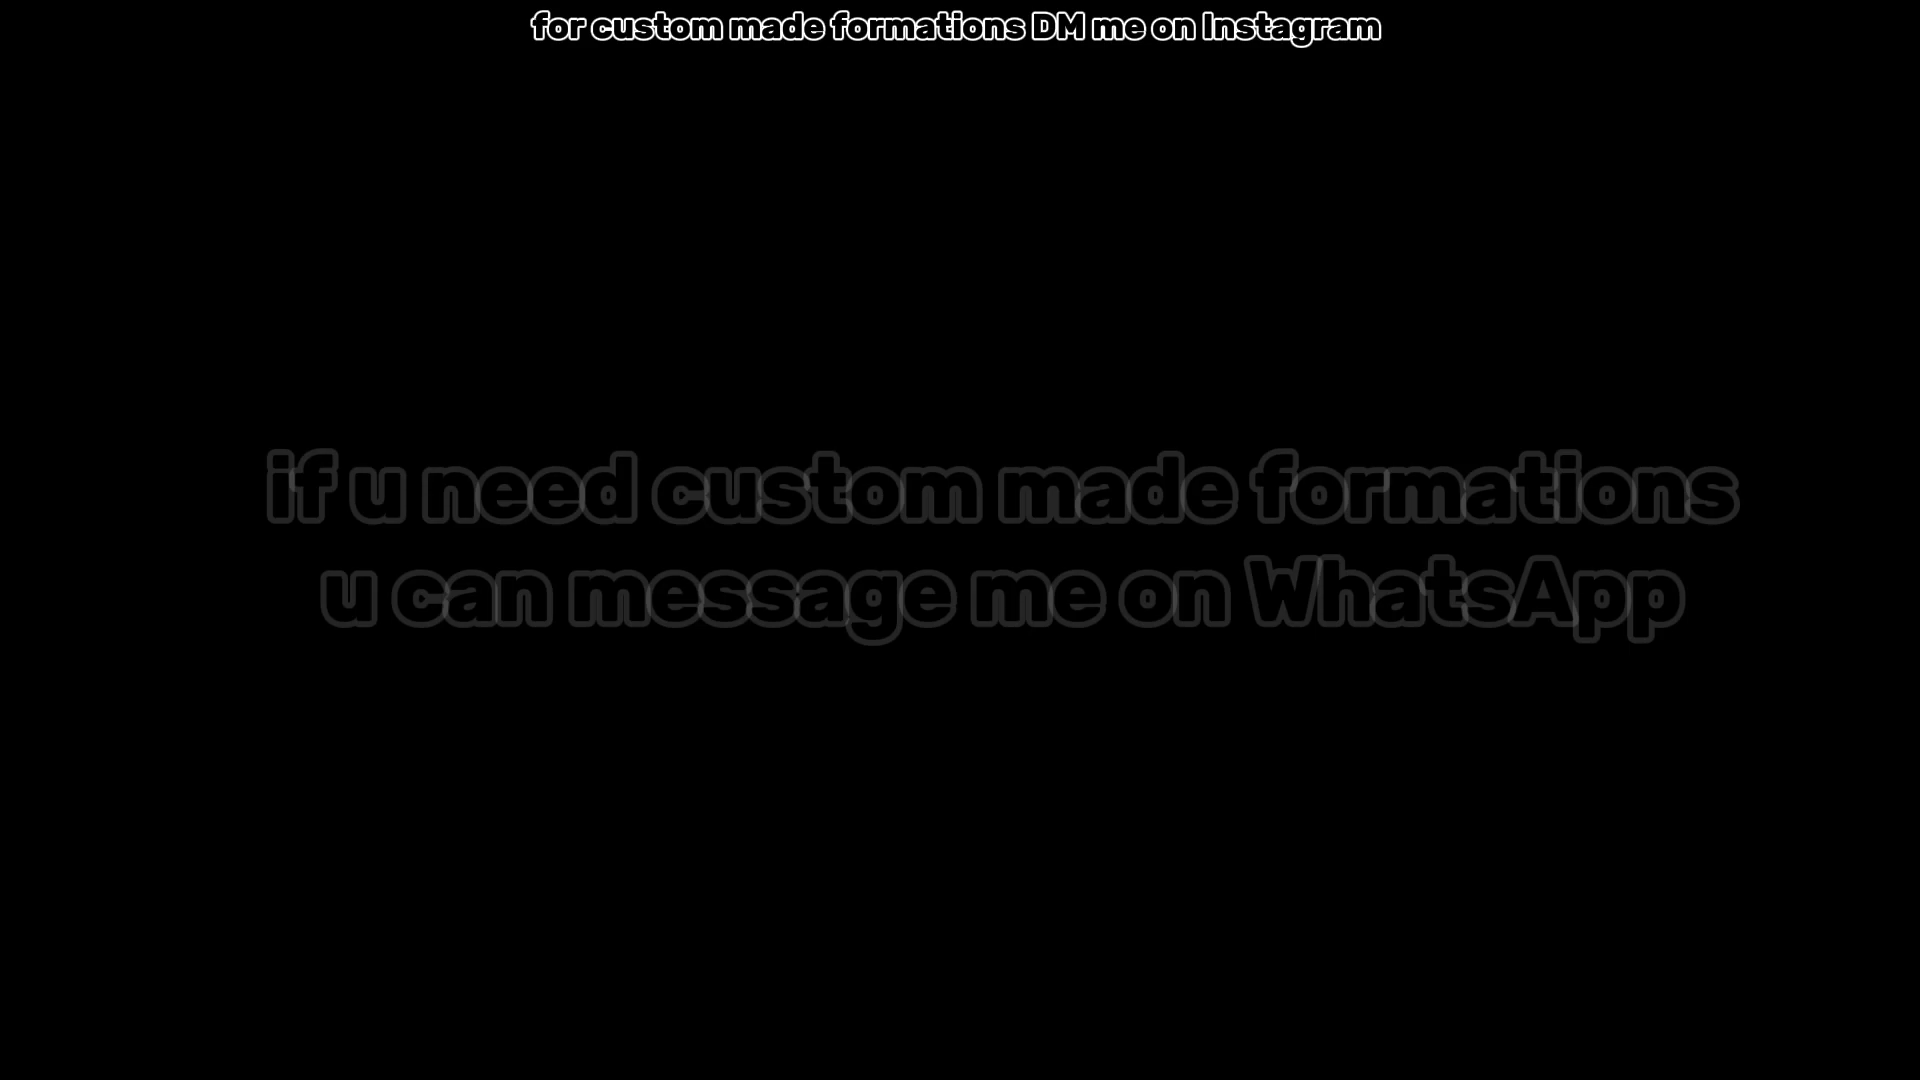 for custom made formations DM me on Instagram
if u need custom made formations
u can message me on WhatsApp